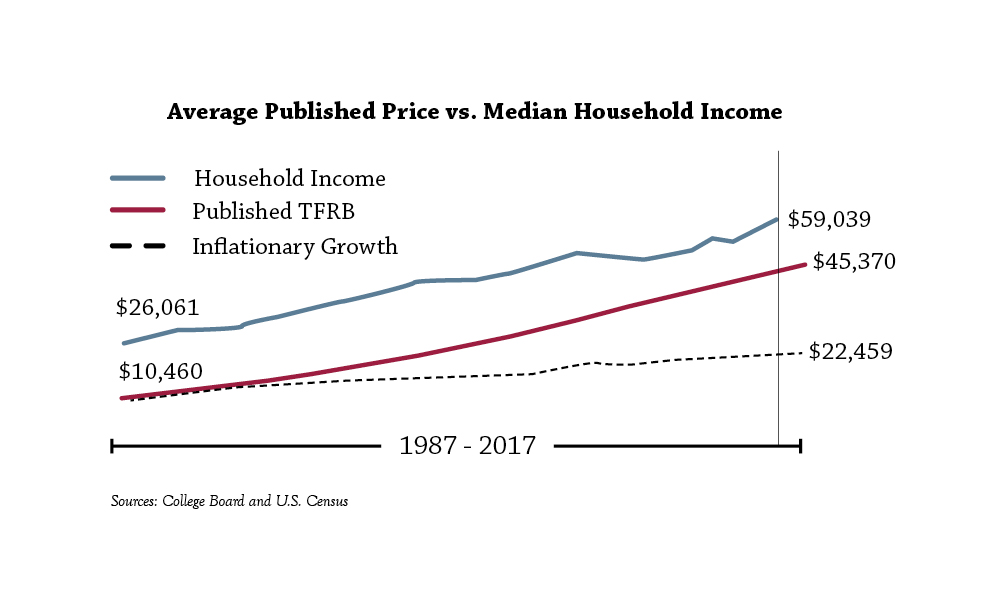 Average Published Price vs. Median Household Income
Household Income
Published TFRB
Inflationary Growth
$59,039
$45,370
$26,061
$22,459
$10,460
1987 - 2017
Sources: College Board and U.S. Census